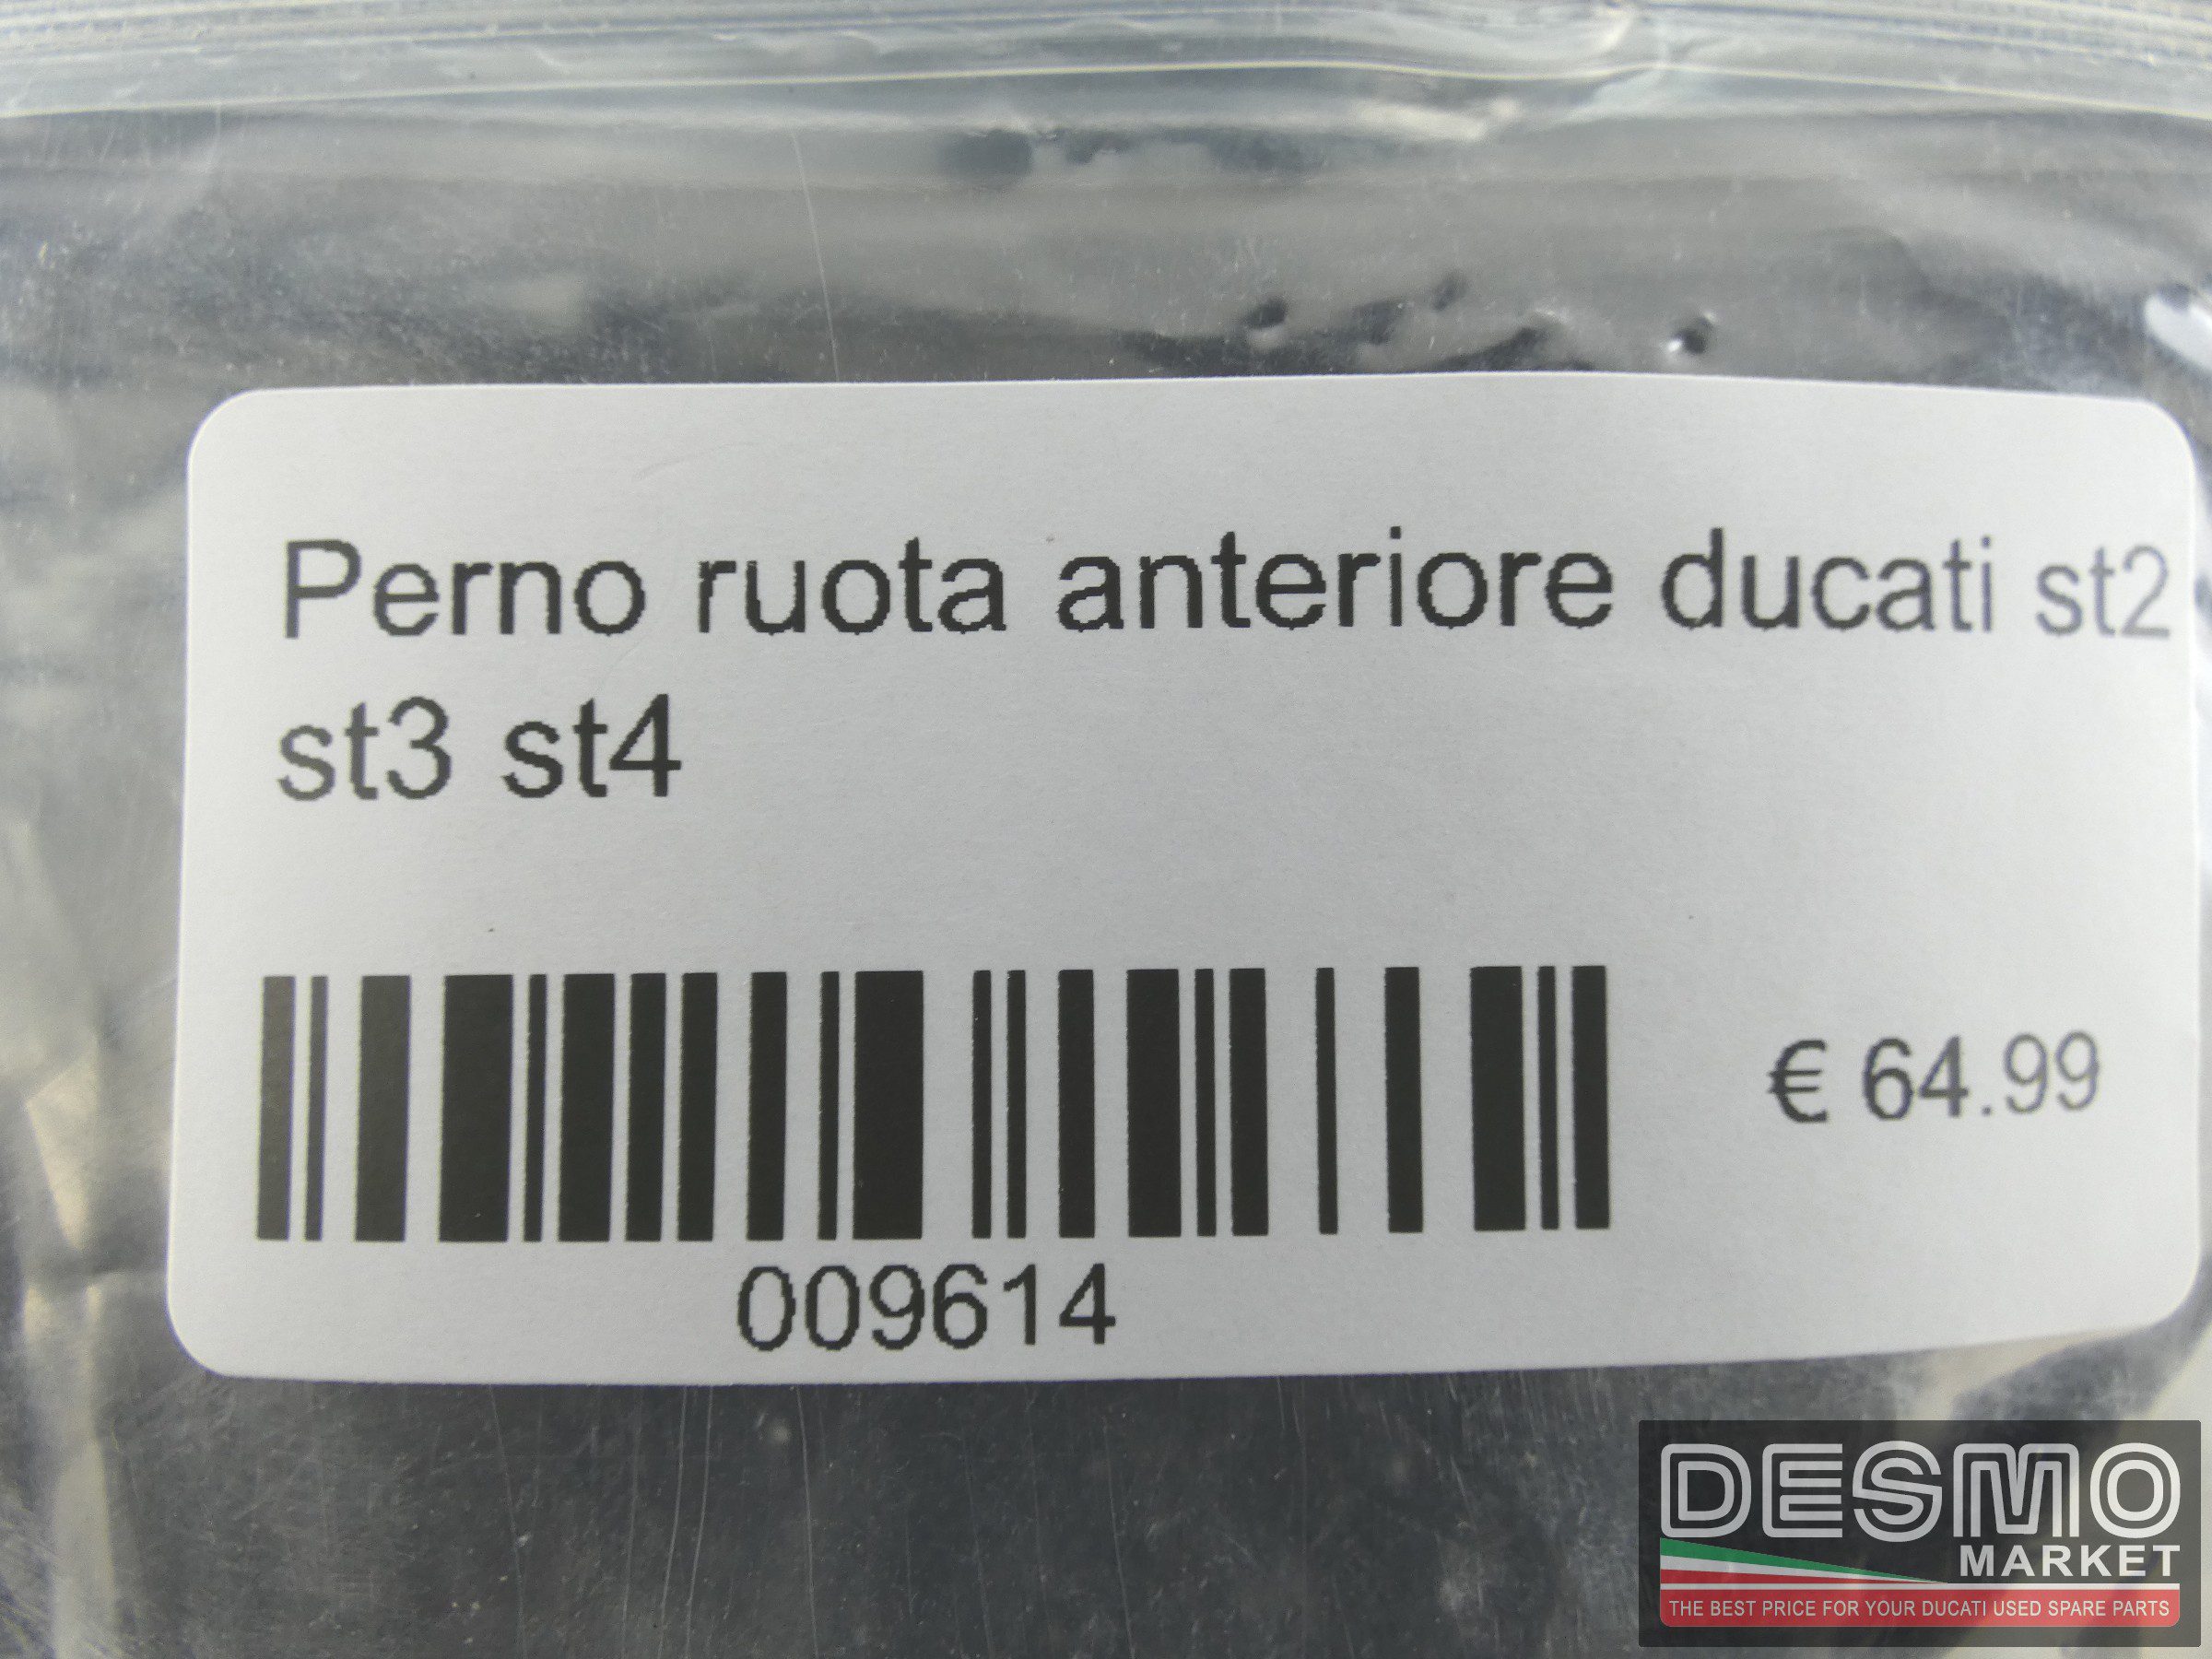 Perno ruota anteriore ducati st2
st3 st4
€ 64.99
009614
DESMO
MARKET
THE BEST PRICE FOR YOUR DUCATI USED SPARE PARTS